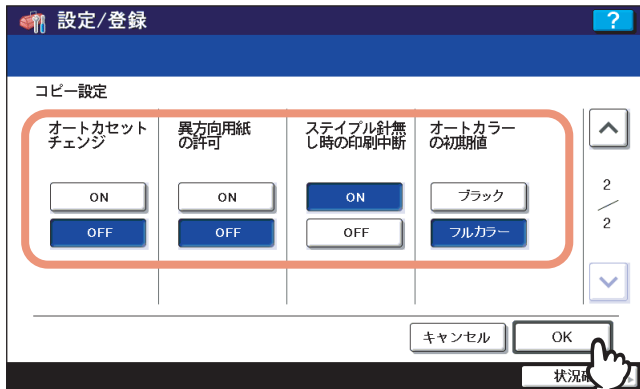 設定/登録
?
コピー設定
オートカセット
チェンジ
異方向用紙
の許可
ステイプル針無
し時の印刷中断
オートカラー
の初期値
ON
ON
ON
ブラック
OFF
OFF
OFF
フルカラー
2
/
2
キャンセル
OK
状況